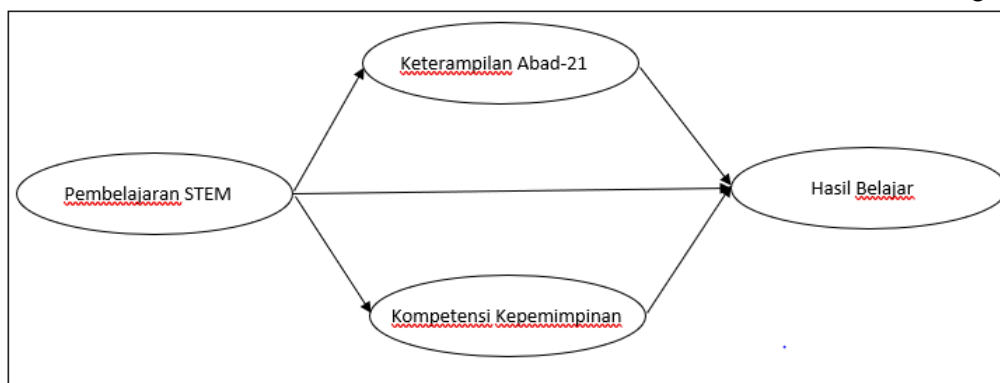 Keterampilan Abad-21
Pembelajaran STEM
Hasil Belajar
Kompetensi Kepemimpinan